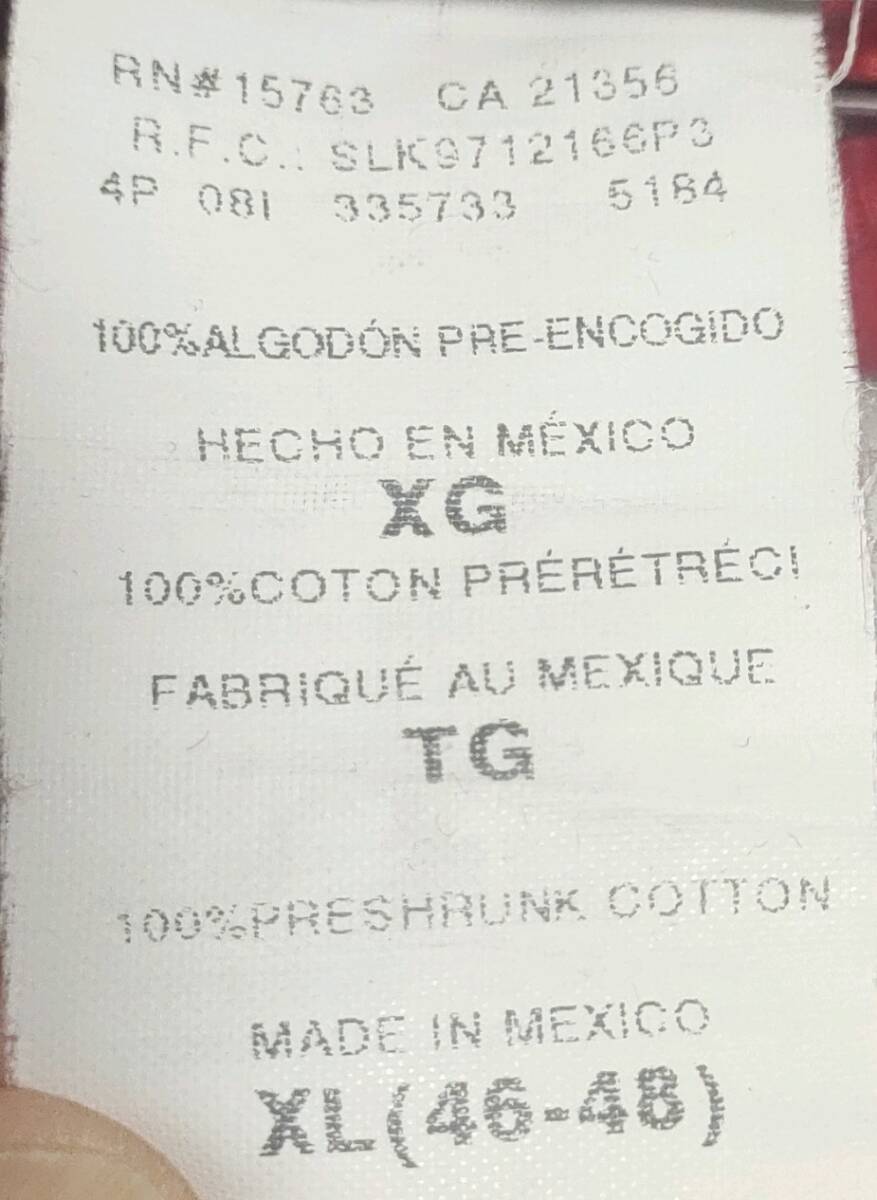 RN#15763 CA 21356
R.F.C.: SLK9712166P3
4P 08I 335733 5184
100%ALGODÓN PRE-ENCOGIDO
HECHO EN MÉXICO
XG
100%COTON PRÉRÉTRÉCI
FABRIQUÉ AU MEXIQUE
TG
100%PRESHRUNK COTTON
MADE IN MEXICO
XL(46-48)